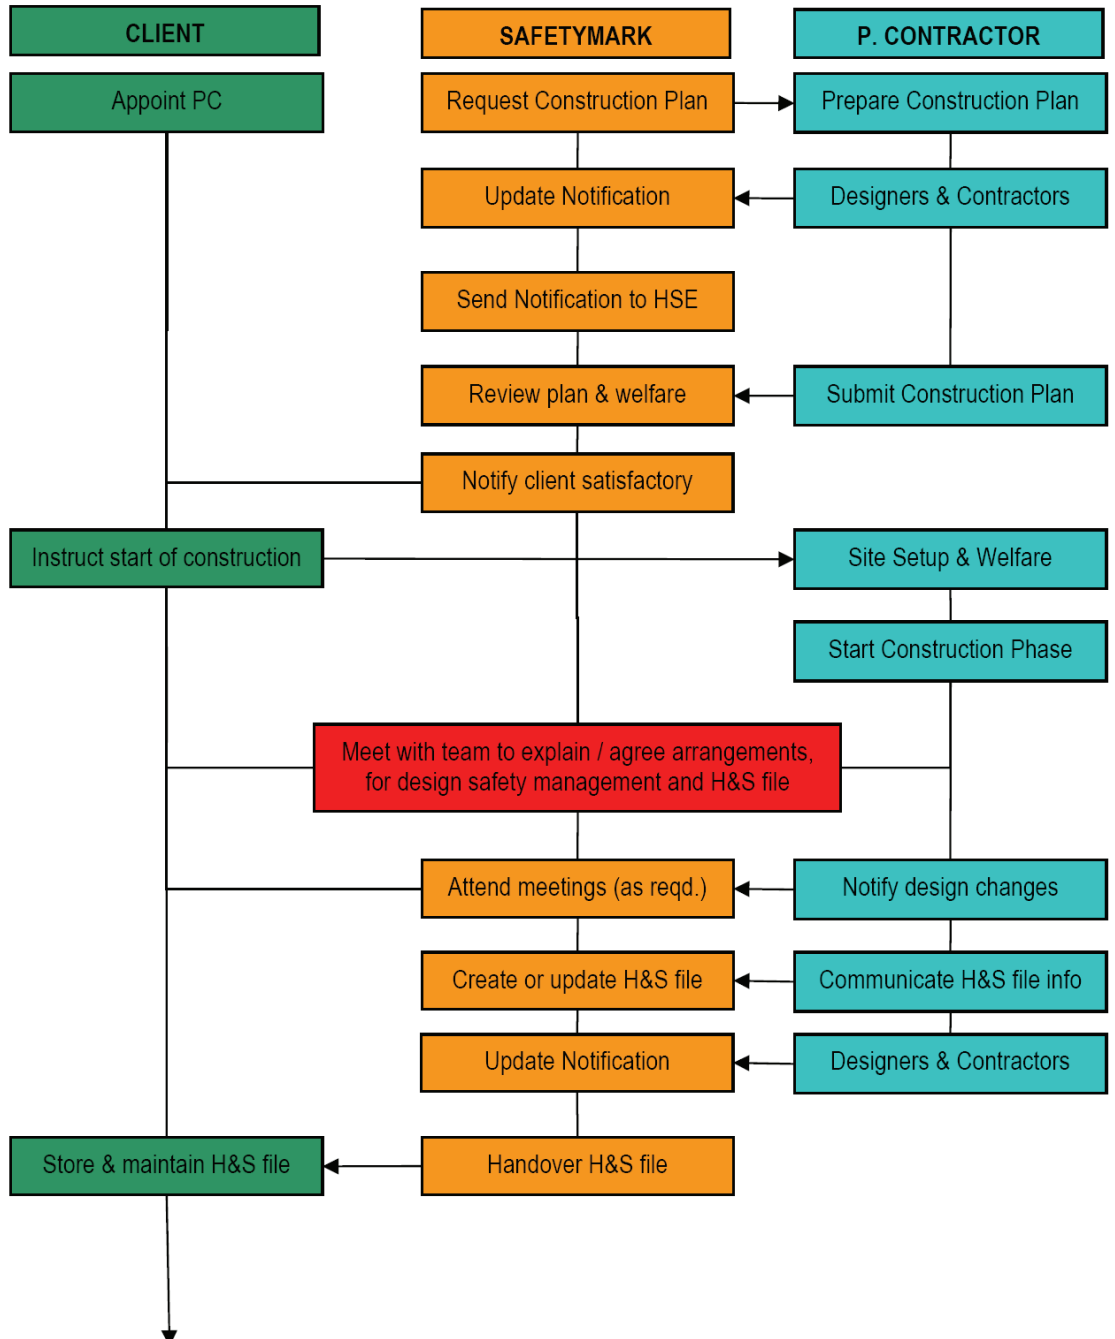 CLIENT
SAFETYMARK
P. CONTRACTOR
Appoint PC
Request Construction Plan
Prepare Construction Plan
Update Notification
Designers & Contractors
Send Notification to HSE
Review plan & welfare
Submit Construction Plan
Notify client satisfactory
Instruct start of construction
Site Setup & Welfare
Start Construction Phase
Meet with team to explain / agree arrangements,
for design safety management and H&S file
Attend meetings (as reqd.)
Notify design changes
Create or update H&S file
Communicate H&S file info
Update Notification
Designers & Contractors
Store & maintain H&S file
Handover H&S file